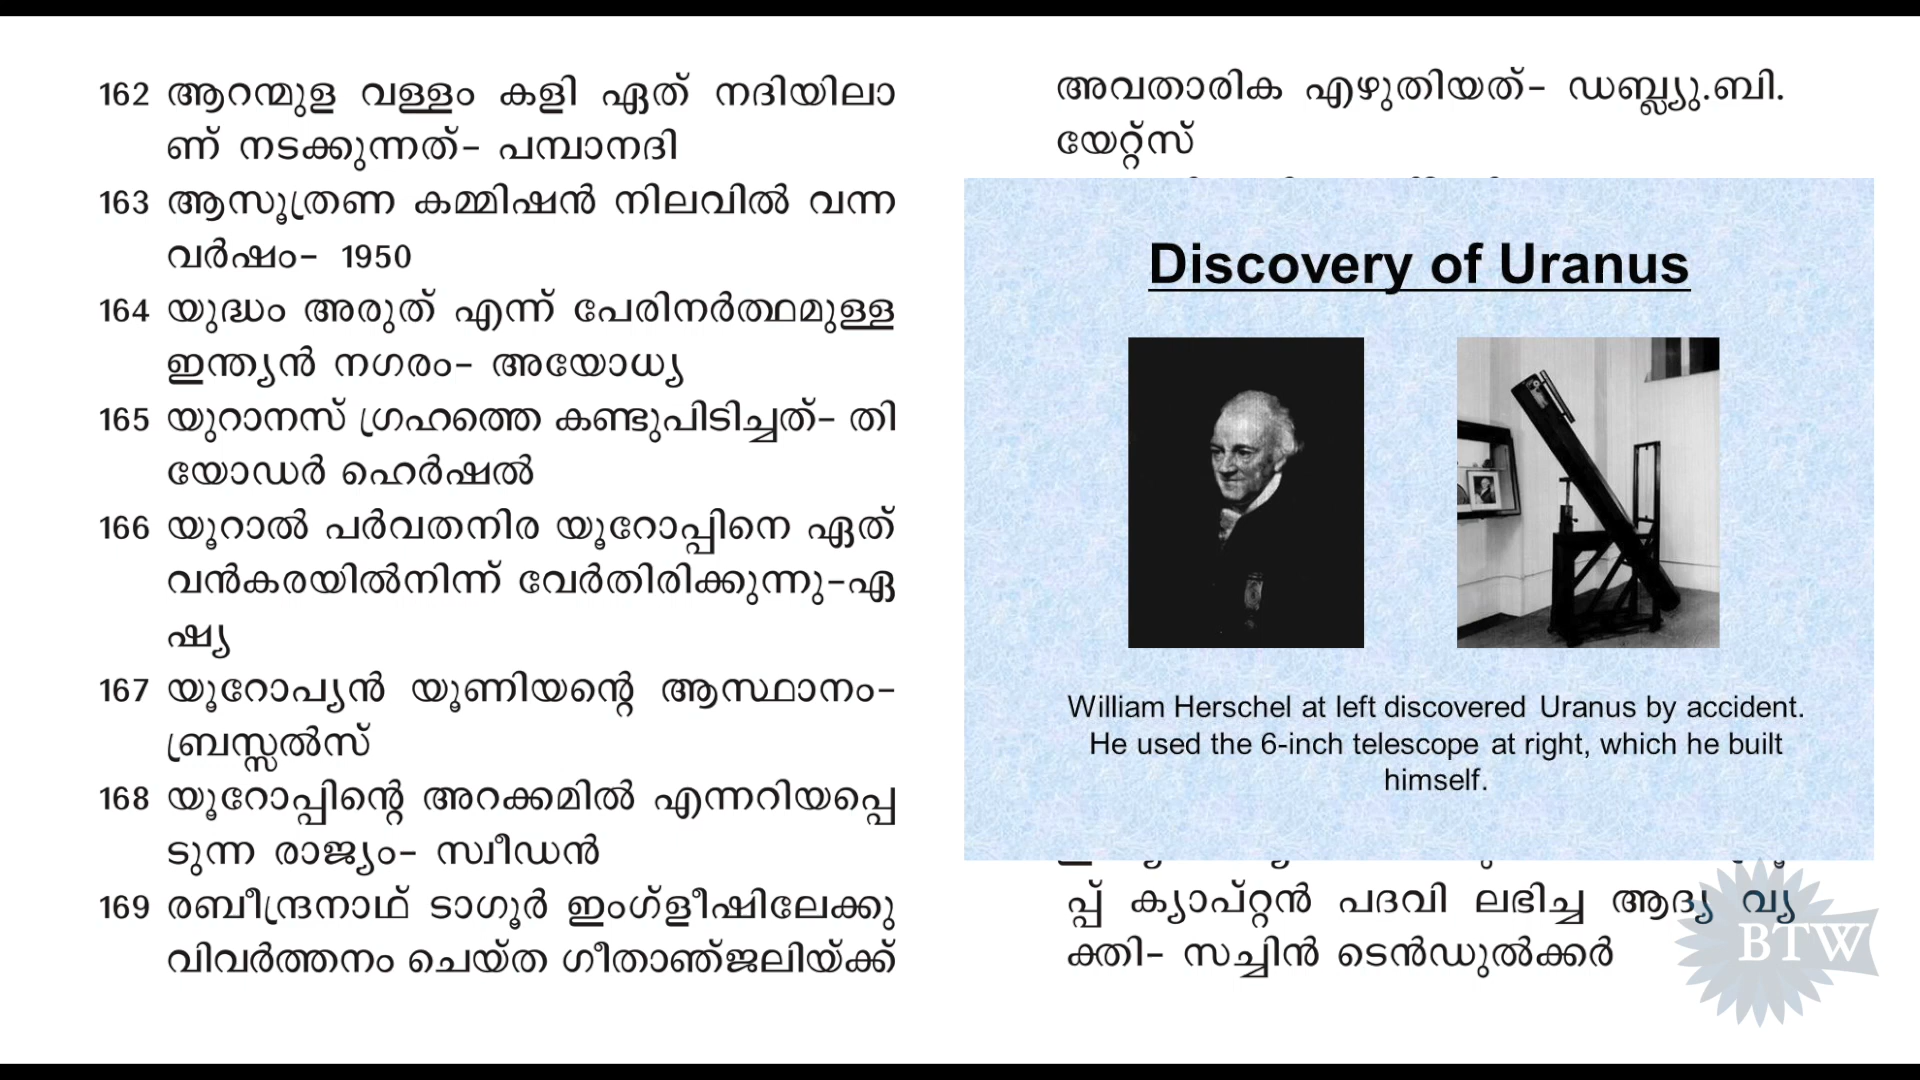 162 ആറന്മുള വള്ളം കളി ഏത് നദിയിലാ
ണ് നടക്കുന്നത്- പമ്പാനദി
163 ആസൂത്രണ കമ്മിഷൻ നിലവിൽ വന്ന
വർഷം- 1950
164 യുദ്ധം അരുത് എന്ന് പേരിനർത്ഥമുള്ള
ഇന്ത്യൻ നഗരം- അയോധ്യ
165 യുറാനസ് ഗ്രഹത്തെ കണ്ടുപിടിച്ചത്- തി
യോഡർ ഹെർഷൽ
166 യൂറാൽ പർവതനിര യൂറോപ്പിനെ ഏത്
വൻകരയിൽനിന്ന് വേർതിരിക്കുന്നു-ഏ
ഷ്യ
167 യൂറോപ്യൻ യൂണിയന്റെ ആസ്ഥാനം-
ബ്രസ്സൽസ്
168 യൂറോപ്പിന്റെ അറക്കമിൽ എന്നറിയപ്പെ
ടുന്ന രാജ്യം- സ്വീഡൻ
169 രബീന്ദ്രനാഥ് ടാഗൂർ ഇംഗ്ളീഷിലേക്കു
വിവർത്തനം ചെയ്ത ഗീതാഞ്ജലിയ്ക്ക്
അവതാരിക എഴുതിയത്- ഡബ്ല്യു.ബി.
യേറ്റ്സ്
Discovery of Uranus
William Herschel at left discovered Uranus by accident.
He used the 6-inch telescope at right, which he built
himself.
പ്പ് ക്യാപ്റ്റൻ പദവി ലഭിച്ച ആദ്യ വ്യ
ക്തി- സച്ചിൻ ടെൻഡുൽക്കർ
BTW